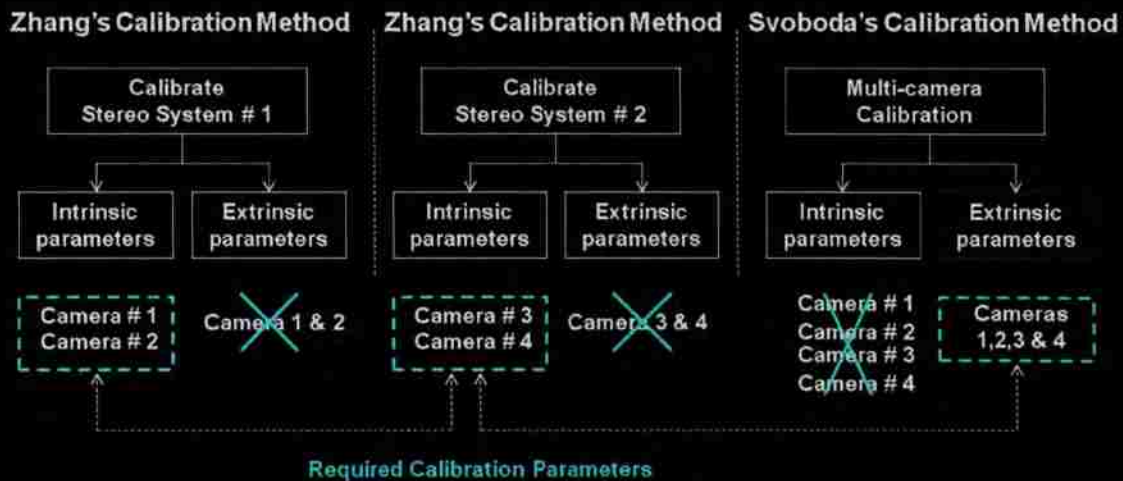 Zhang's Calibration Method
Calibrate
Stereo System # 1
Intrinsic
parameters
Extrinsic
parameters
Camera # 1
Camera # 2
Camera 1 & 2
Zhang's Calibration Method
Calibrate
Stereo System # 2
Intrinsic
parameters
Extrinsic
parameters
Camera # 3
Camera # 4
Camera 3 & 4
Svoboda's Calibration Method
Multi-camera
Calibration
Intrinsic
parameters
Extrinsic
parameters
Camera # 1
Camera # 2
Camera # 3
Camera # 4
Cameras
1,2,3 & 4
Required Calibration Parameters